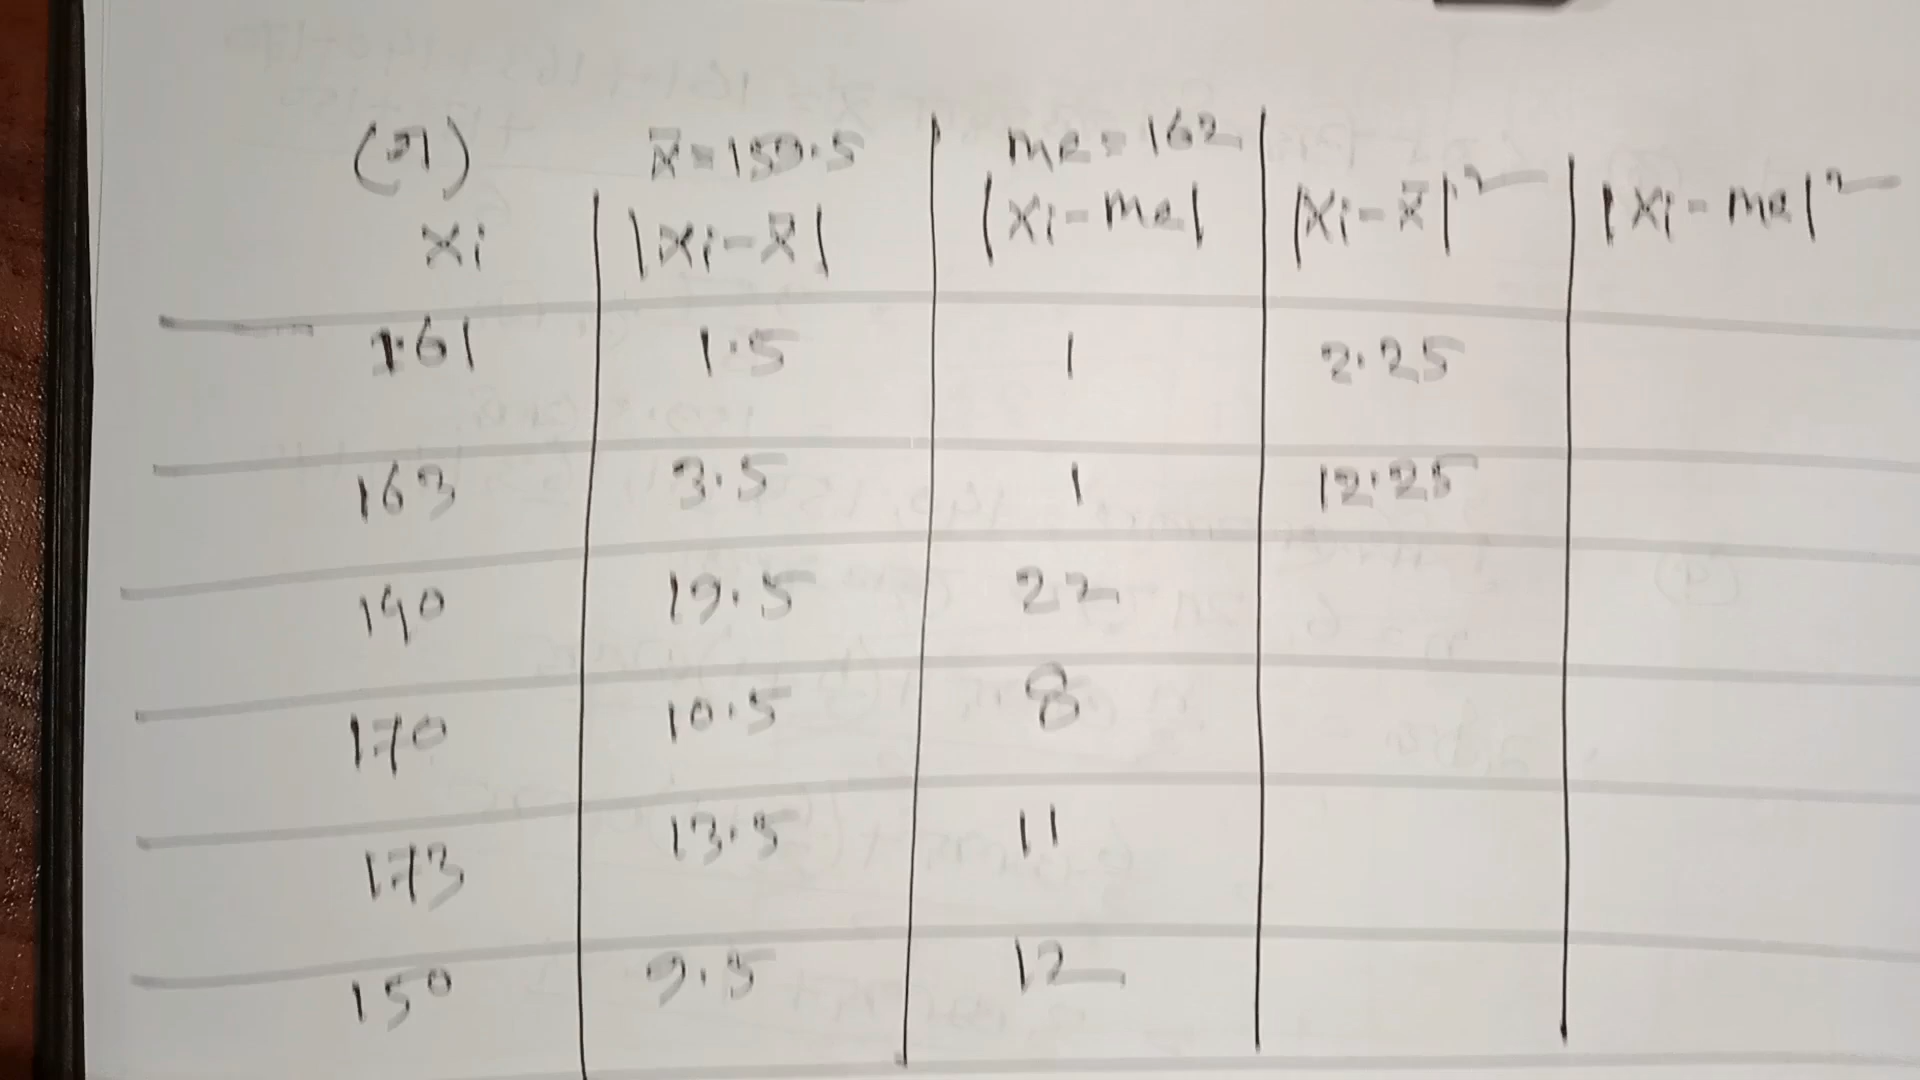 (গ) x̄=159.5 me=162
xi |xi-x̄| |xi-me| |xi-x̄|² |xi-me|²
161 1.5 1 2.25
163 3.5 1 12.25
140 19.5 22
170 10.5 8
173 13.5 11
150 9.5 12